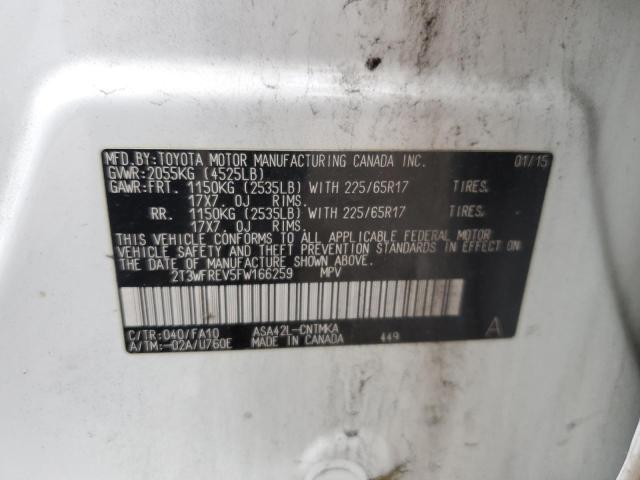 MFD.BY:TOYOTA MOTOR MANUFACTURING CANADA INC. 01/15
GVWR:2055KG (4525LB)
GAWR:FRT. 1150KG (2535LB) WITH 225/65R17 TIRES,
17X7.0J RIMS.
RR. 1150KG (2535LB) WITH 225/65R17 TIRES,
17X7.0J RIMS.
THIS VEHICLE CONFORMS TO ALL APPLICABLE FEDERAL MOTOR
VEHICLE SAFETY AND THEFT PREVENTION STANDARDS IN EFFECT ON
THE DATE OF MANUFACTURE SHOWN ABOVE.
2T3WFREV5FW166259 MPV
C/TR:040/FA10 ASA42L-CNTMKA 449 A
A/TM:-02A/U760E MADE IN CANADA